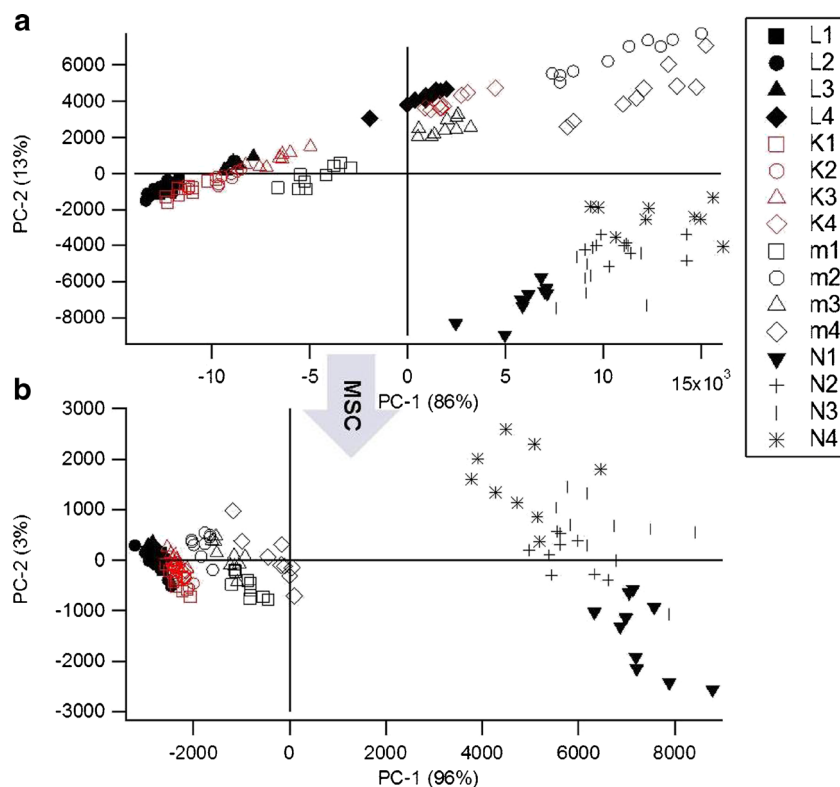 a
6000
4000
2000
0
-2000
-4000
-6000
-8000
PC-2 (13%)
-10
-5
0
5
10
15x10³
PC-1 (86%)
MSC
b
3000
2000
1000
0
-1000
-2000
-3000
PC-2 (3%)
-2000
0
2000
4000
6000
8000
PC-1 (96%)
L1
L2
L3
L4
K1
K2
K3
K4
m1
m2
m3
m4
N1
N2
N3
N4